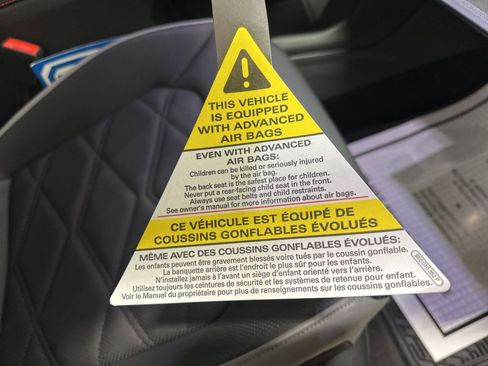 THIS VEHICLE
IS EQUIPPED
WITH ADVANCED
AIR BAGS
EVEN WITH ADVANCED
AIR BAGS:
Children can be killed or seriously injured
by the air bag.
The back seat is the safest place for children.
Never put a rear-facing child seat in the front.
Always use seat belts and child restraints.
See owner's manual for more information about air bags.
CE VÉHICULE EST ÉQUIPÉ DE
COUSSINS GONFLABLES ÉVOLUÉS
MÊME AVEC DES COUSSINS GONFLABLES ÉVOLUÉS:
Les enfants peuvent être gravement blessés voire tués par le coussin gonflable.
La banquette arrière est l'endroit le plus sûr pour les enfants.
N'installez jamais à l'avant un siège d'enfant orienté vers l'arrière.
Utilisez toujours les ceintures de sécurité et les systèmes de retenue pour enfant.
Voir le Manuel du propriétaire pour plus de renseignements sur les coussins gonflables.